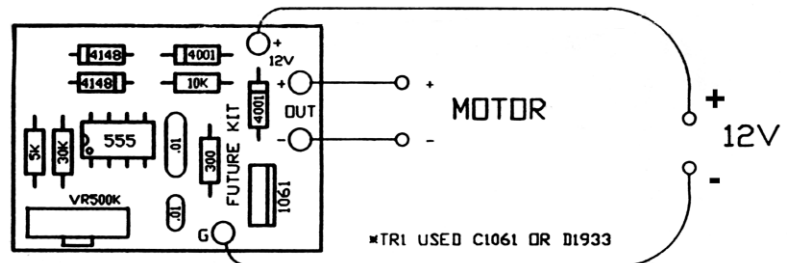 4148
4001
+
12V
4148
10K
+
4001
OUT
+
MOTOR
+
12V
-
-
-
5K
30K
555
.01
300
FUTURE KIT
1061
VR500K
.01
G
*TR1 USED C1061 OR D1933